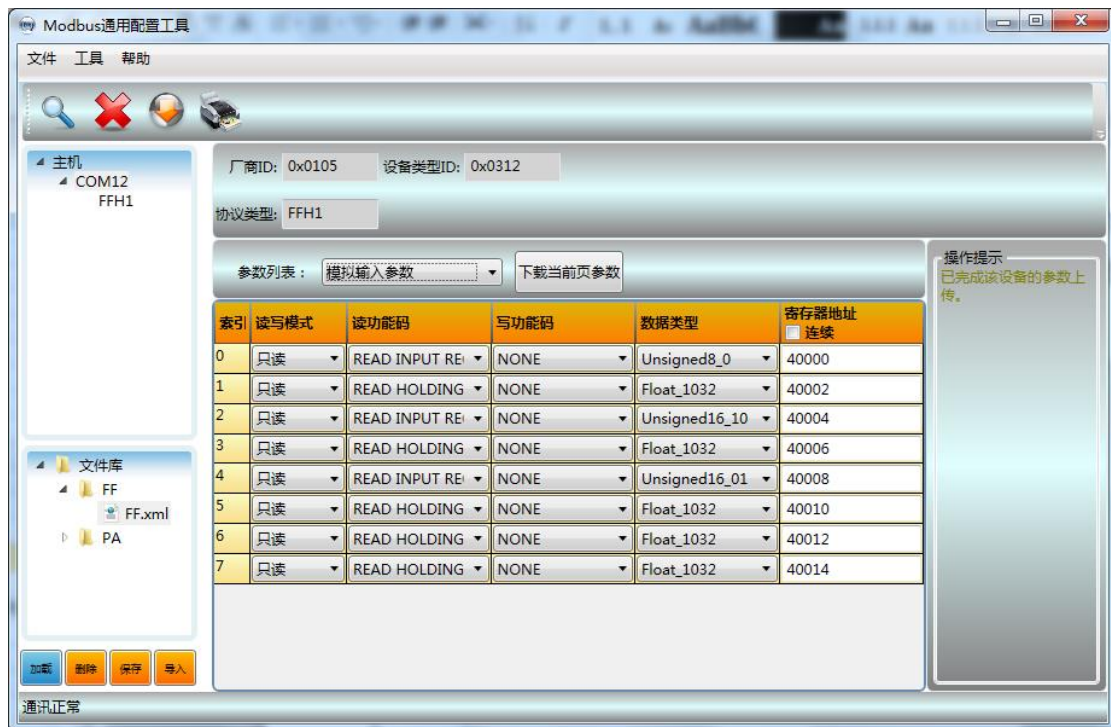 Modbus通用配置工具
文件 工具 帮助
主机
COM12
FFH1
厂商ID: 0x0105 设备类型ID: 0x0312
协议类型: FFH1
参数列表： 模拟输入参数 下载当前页参数
操作提示
已完成该设备的参数上
传。
索引 读写模式 读功能码 写功能码 数据类型 寄存器地址
连续
0 只读 READ INPUT RE NONE Unsigned8_0 40000
1 只读 READ HOLDING NONE Float_1032 40002
2 只读 READ INPUT RE NONE Unsigned16_10 40004
3 只读 READ HOLDING NONE Float_1032 40006
4 只读 READ INPUT RE NONE Unsigned16_01 40008
5 只读 READ HOLDING NONE Float_1032 40010
6 只读 READ HOLDING NONE Float_1032 40012
7 只读 READ HOLDING NONE Float_1032 40014
文件库
FF
FF.xml
PA
加载 删除 保存 导入
通讯正常